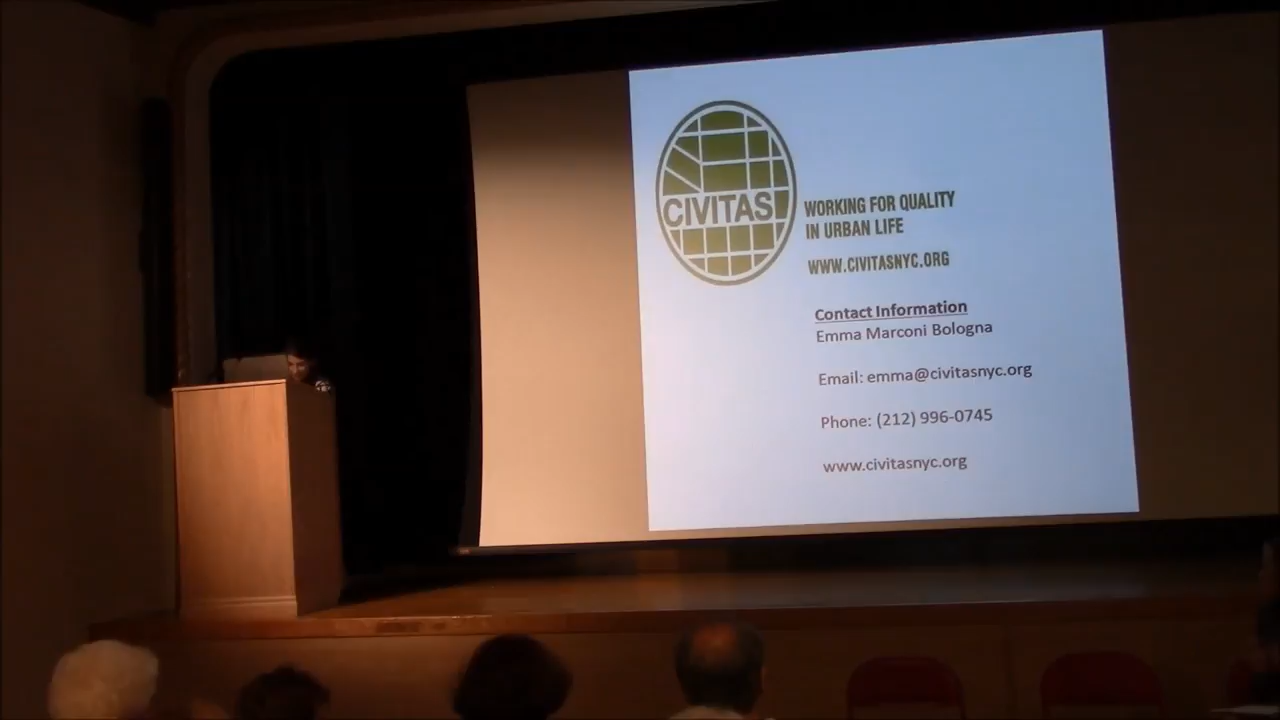 CIVITAS
WORKING FOR QUALITY
IN URBAN LIFE
WWW.CIVITASNYC.ORG
Contact Information
Emma Marconi Bologna
Email: emma@civitasnyc.org
Phone: (212) 996-0745
www.civitasnyc.org